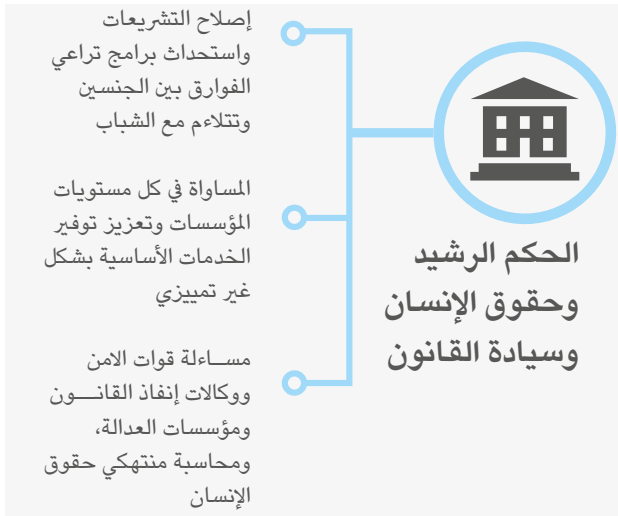 الحكم الرشيد
وحقوق الإنسان
وسيادة القانون
إصلاح التشريعات
واستحداث برامج تراعي
الفوارق بين الجنسين
وتتلاءم مع الشباب
المساواة في كل مستويات
المؤسسات وتعزيز توفير
الخدمات الأساسية بشكل
غير تمييزي
مســاءلة قوات الامن
ووكالات إنفاذ القانــون
ومؤسسات العدالة،
ومحاسبة منتهكي حقوق
الإنسان